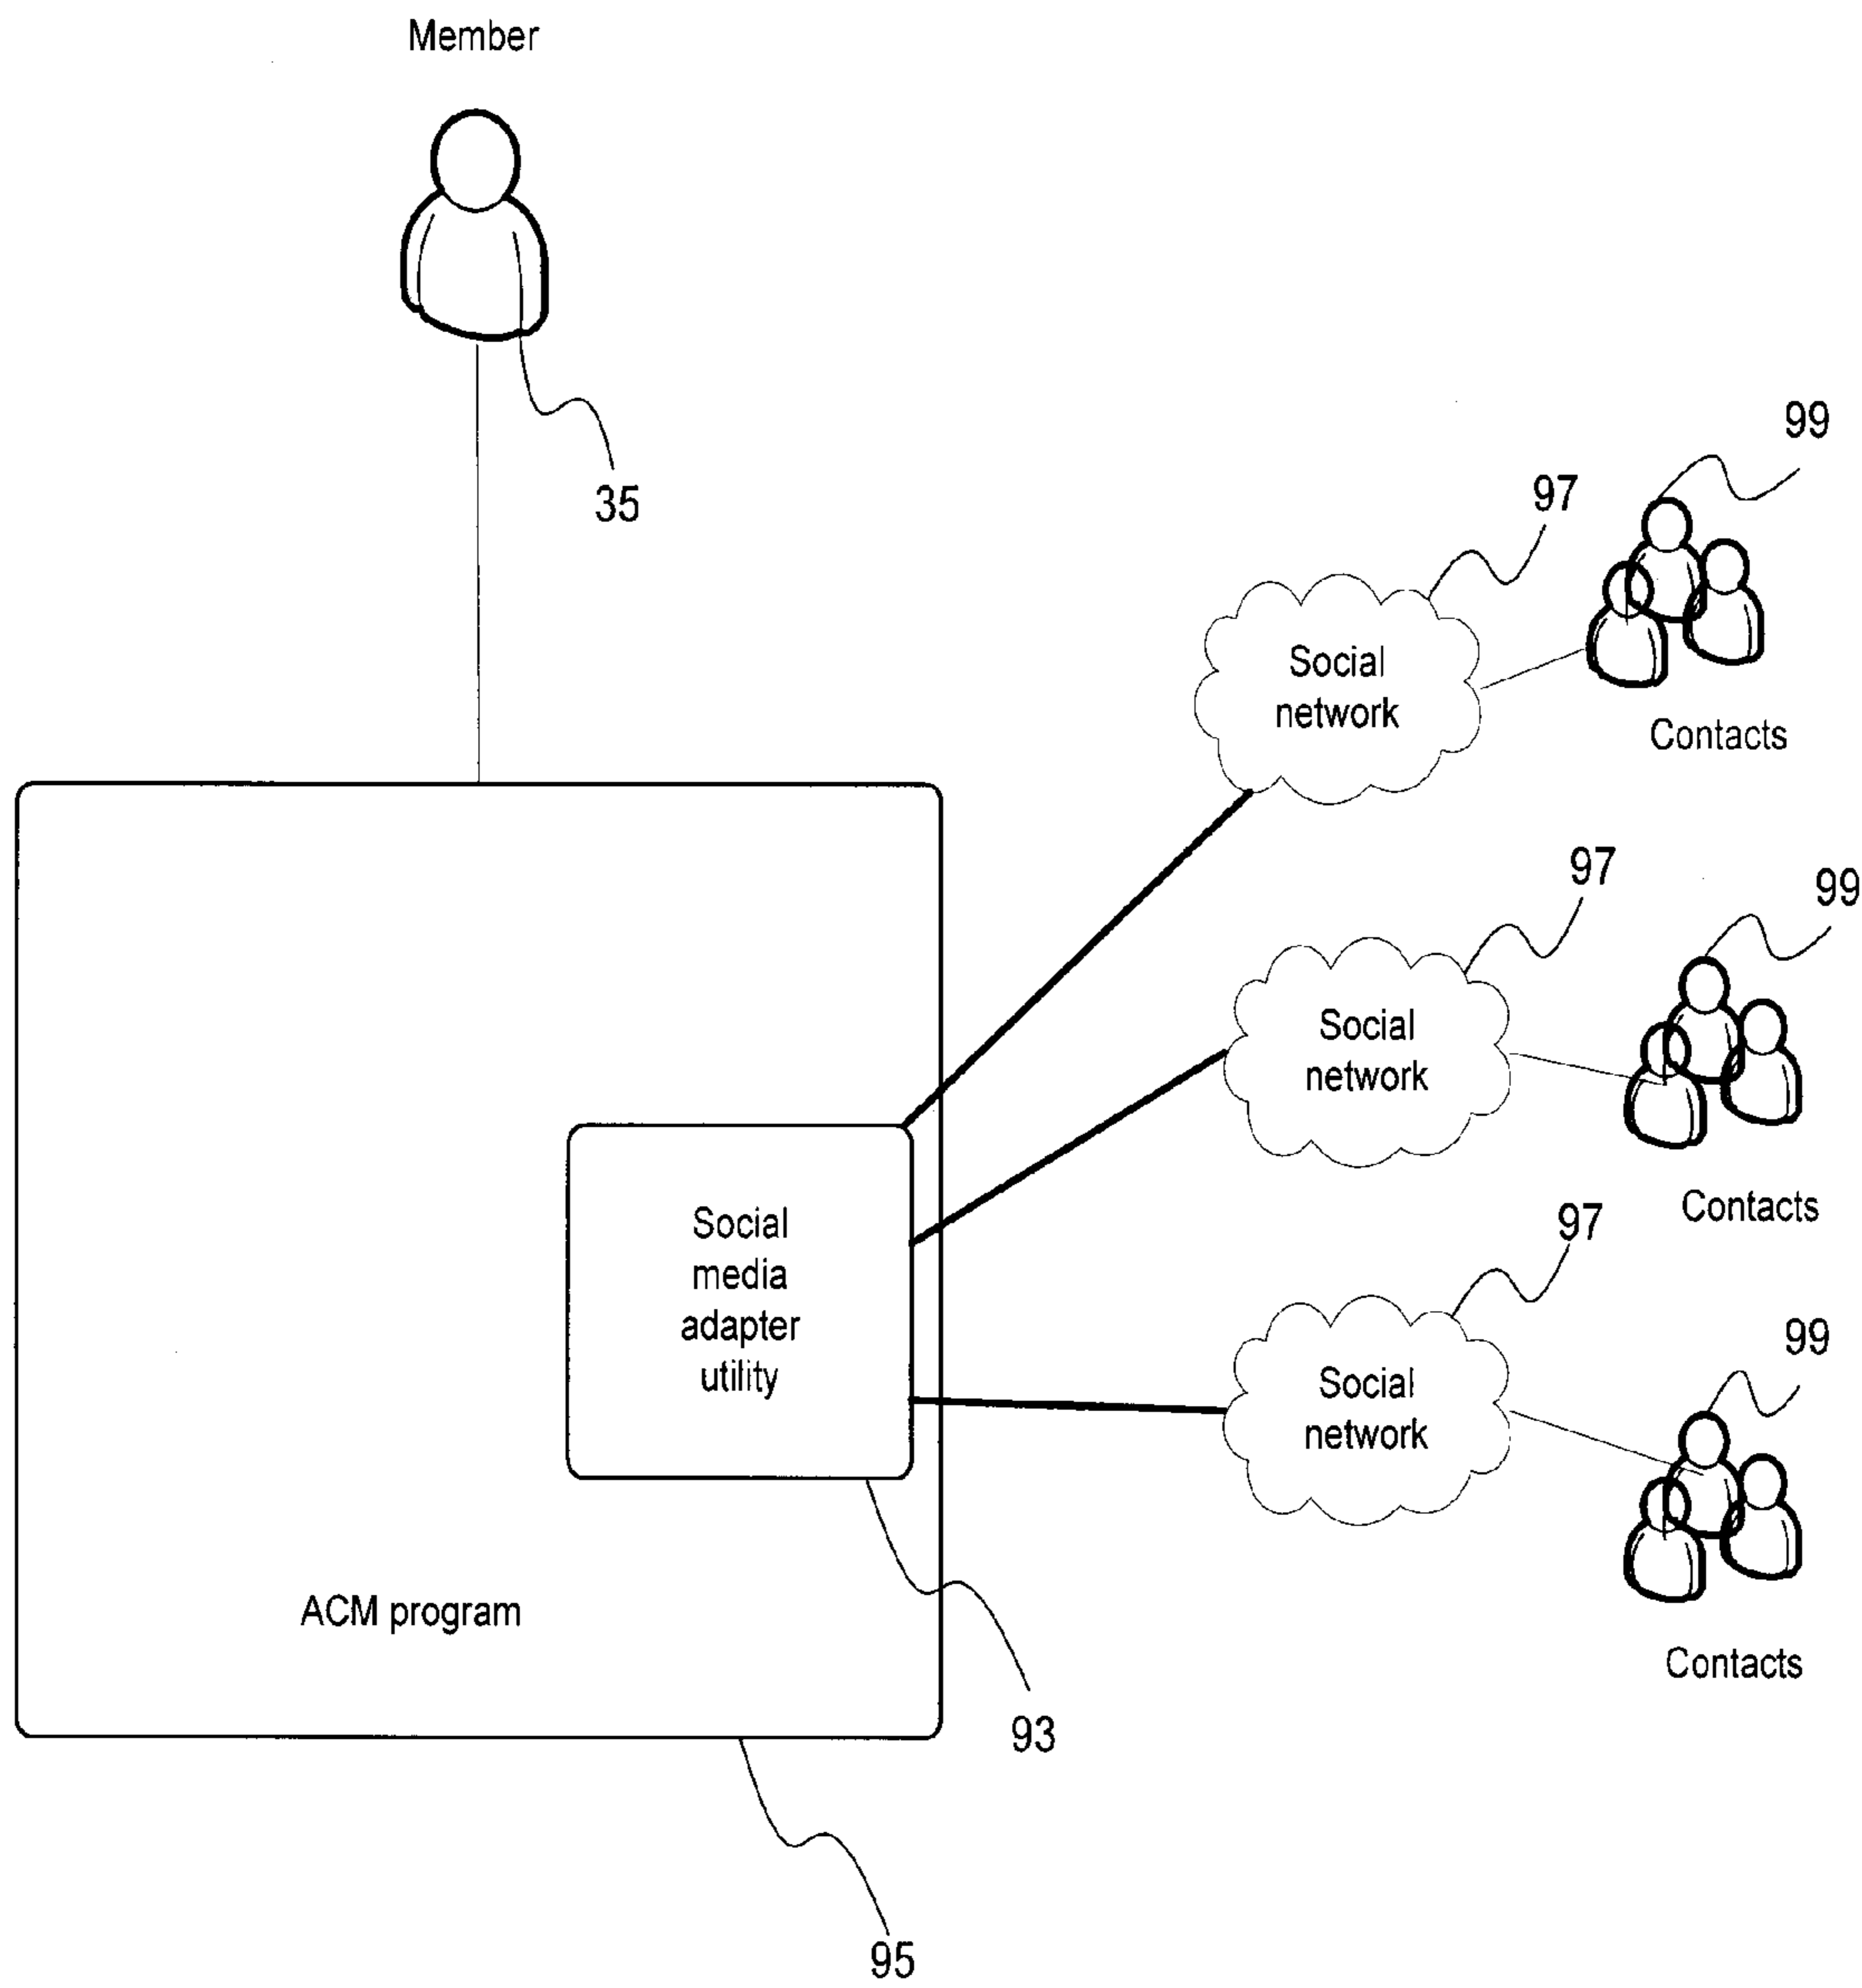 Member
35
99
97
Social
network
Contacts
97
99
Social
network
Contacts
97
99
Social
media
adapter
utility
Social
network
ACM program
Contacts
93
95